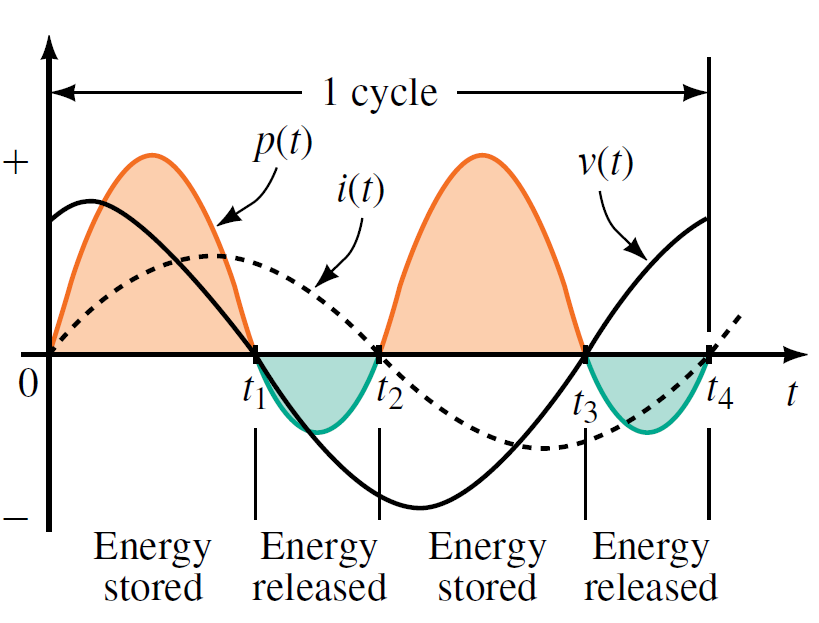 1 cycle
+
p(t)
i(t)
v(t)
0
t1
t2
t3
t4
t
−
Energy stored
Energy released
Energy stored
Energy released